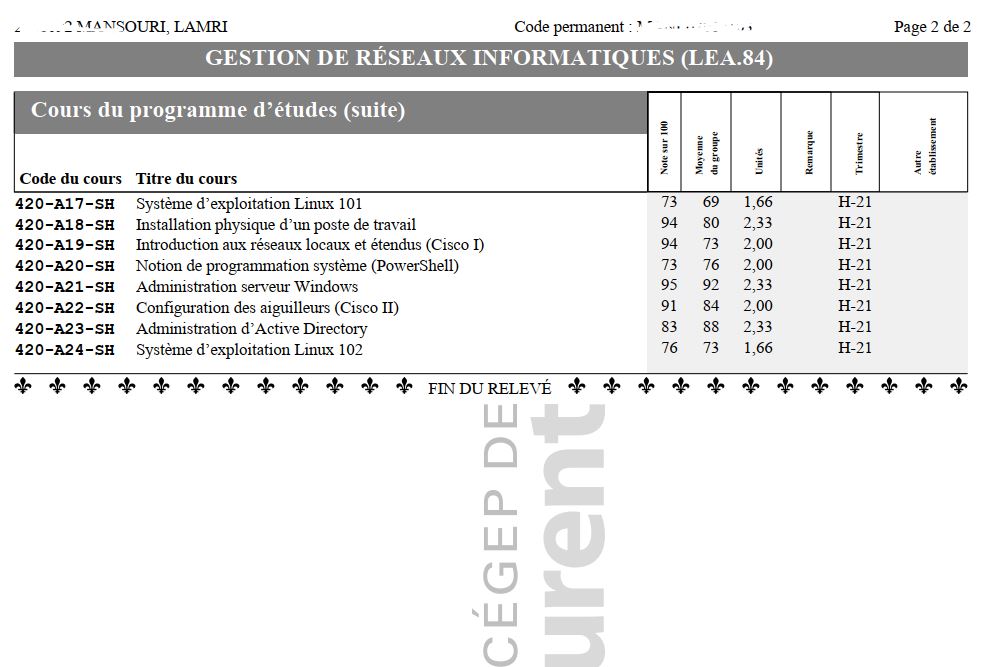 MANSOURI, LAMRI Code permanent : Page 2 de 2
GESTION DE RÉSEAUX INFORMATIQUES (LEA.84)
Cours du programme d’études (suite)
Code du cours Titre du cours Note sur 100 Moyenne du groupe Unités Remarque Trimestre Autre établissement
420-A17-SH Système d’exploitation Linux 101 73 69 1,66 H-21
420-A18-SH Installation physique d’un poste de travail 94 80 2,33 H-21
420-A19-SH Introduction aux réseaux locaux et étendus (Cisco I) 94 73 2,00 H-21
420-A20-SH Notion de programmation système (PowerShell) 73 76 2,00 H-21
420-A21-SH Administration serveur Windows 95 92 2,33 H-21
420-A22-SH Configuration des aiguilleurs (Cisco II) 91 84 2,00 H-21
420-A23-SH Administration d’Active Directory 83 88 2,33 H-21
420-A24-SH Système d’exploitation Linux 102 76 73 1,66 H-21
FIN DU RELEVÉ
CÉGEP DE
urent